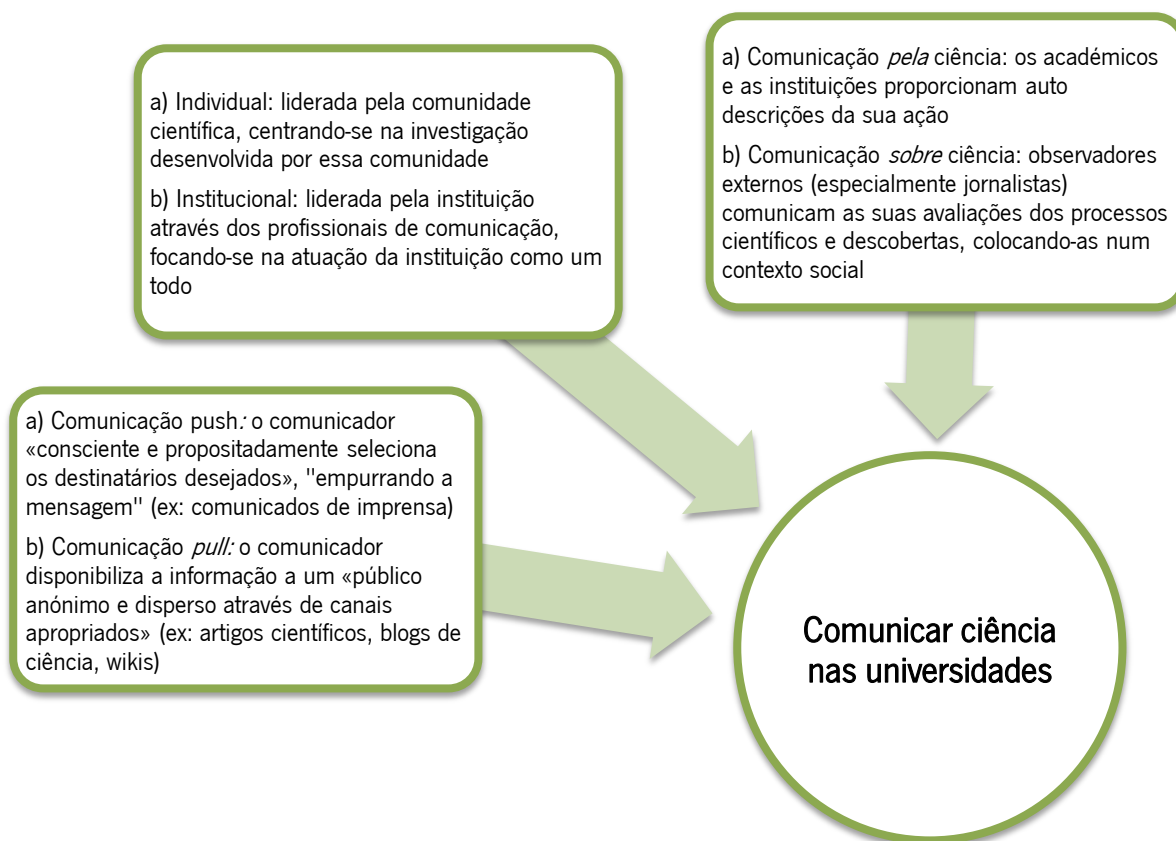 a) Individual: liderada pela comunidade
científica, centrando-se na investigação
desenvolvida por essa comunidade
b) Institucional: liderada pela instituição
através dos profissionais de comunicação,
focando-se na atuação da instituição como um
todo
a) Comunicação pela ciência: os académicos
e as instituições proporcionam auto
descrições da sua ação
b) Comunicação sobre ciência: observadores
externos (especialmente jornalistas)
comunicam as suas avaliações dos processos
científicos e descobertas, colocando-as num
contexto social
a) Comunicação push: o comunicador
«consciente e propositadamente seleciona
os destinatários desejados», "empurrando a
mensagem" (ex: comunicados de imprensa)
b) Comunicação pull: o comunicador
disponibiliza a informação a um «público
anónimo e disperso através de canais
apropriados» (ex: artigos científicos, blogs de
ciência, wikis)
Comunicar ciência
nas universidades